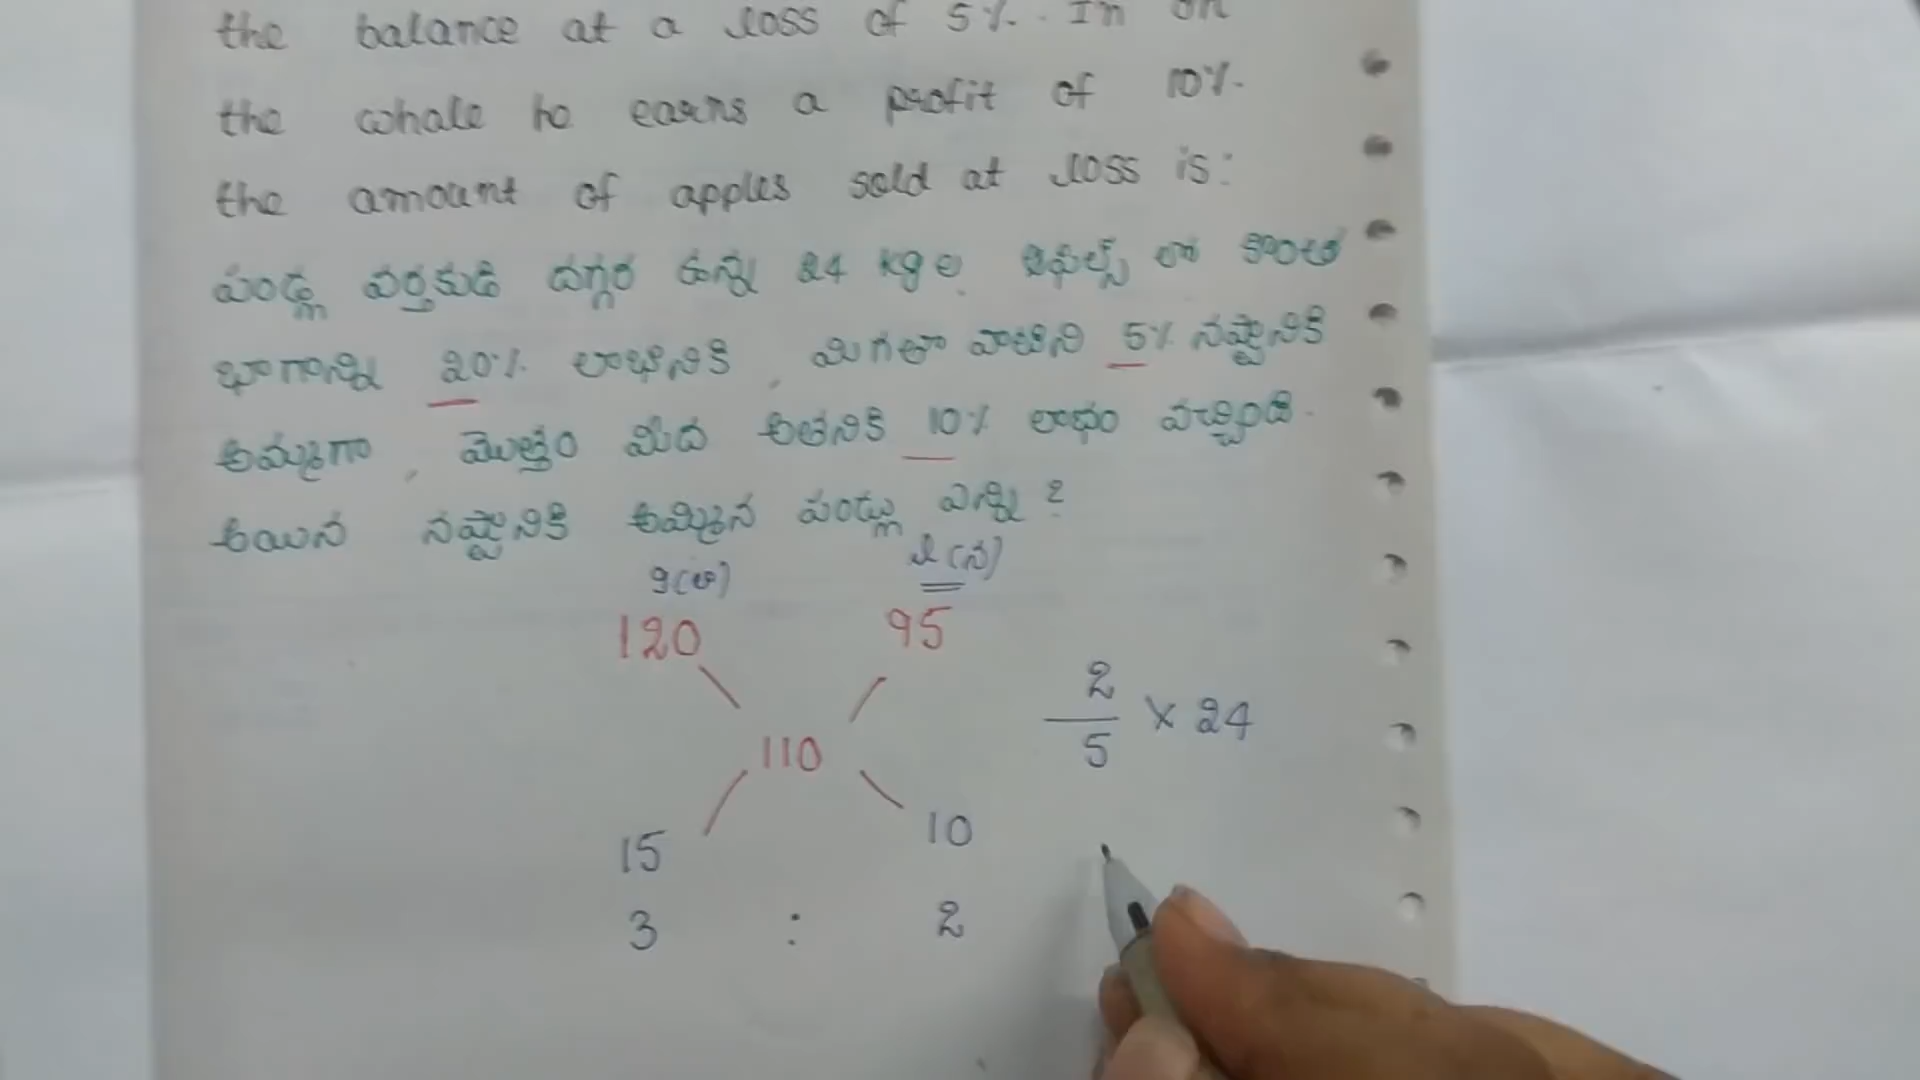 the balance at a loss of 5%. In on
the whole he earns a profit of 10%.
the amount of apples sold at loss is:
పండ్ల వర్తకుడి దగ్గర ఉన్న 24 kg ల ఆపిల్స్ లో కొంత
భాగాన్ని 20% లాభానికి, మిగతా వాటిని 5% నష్టానికి
అమ్మగా, మొత్తం మీద అతనికి 10% లాభం వచ్చింది.
అయిన నష్టానికి అమ్మిన పండ్లు ఎన్ని?
g(లా) l(న)
120 95
2
110 5 × 24
15 10
3 : 2